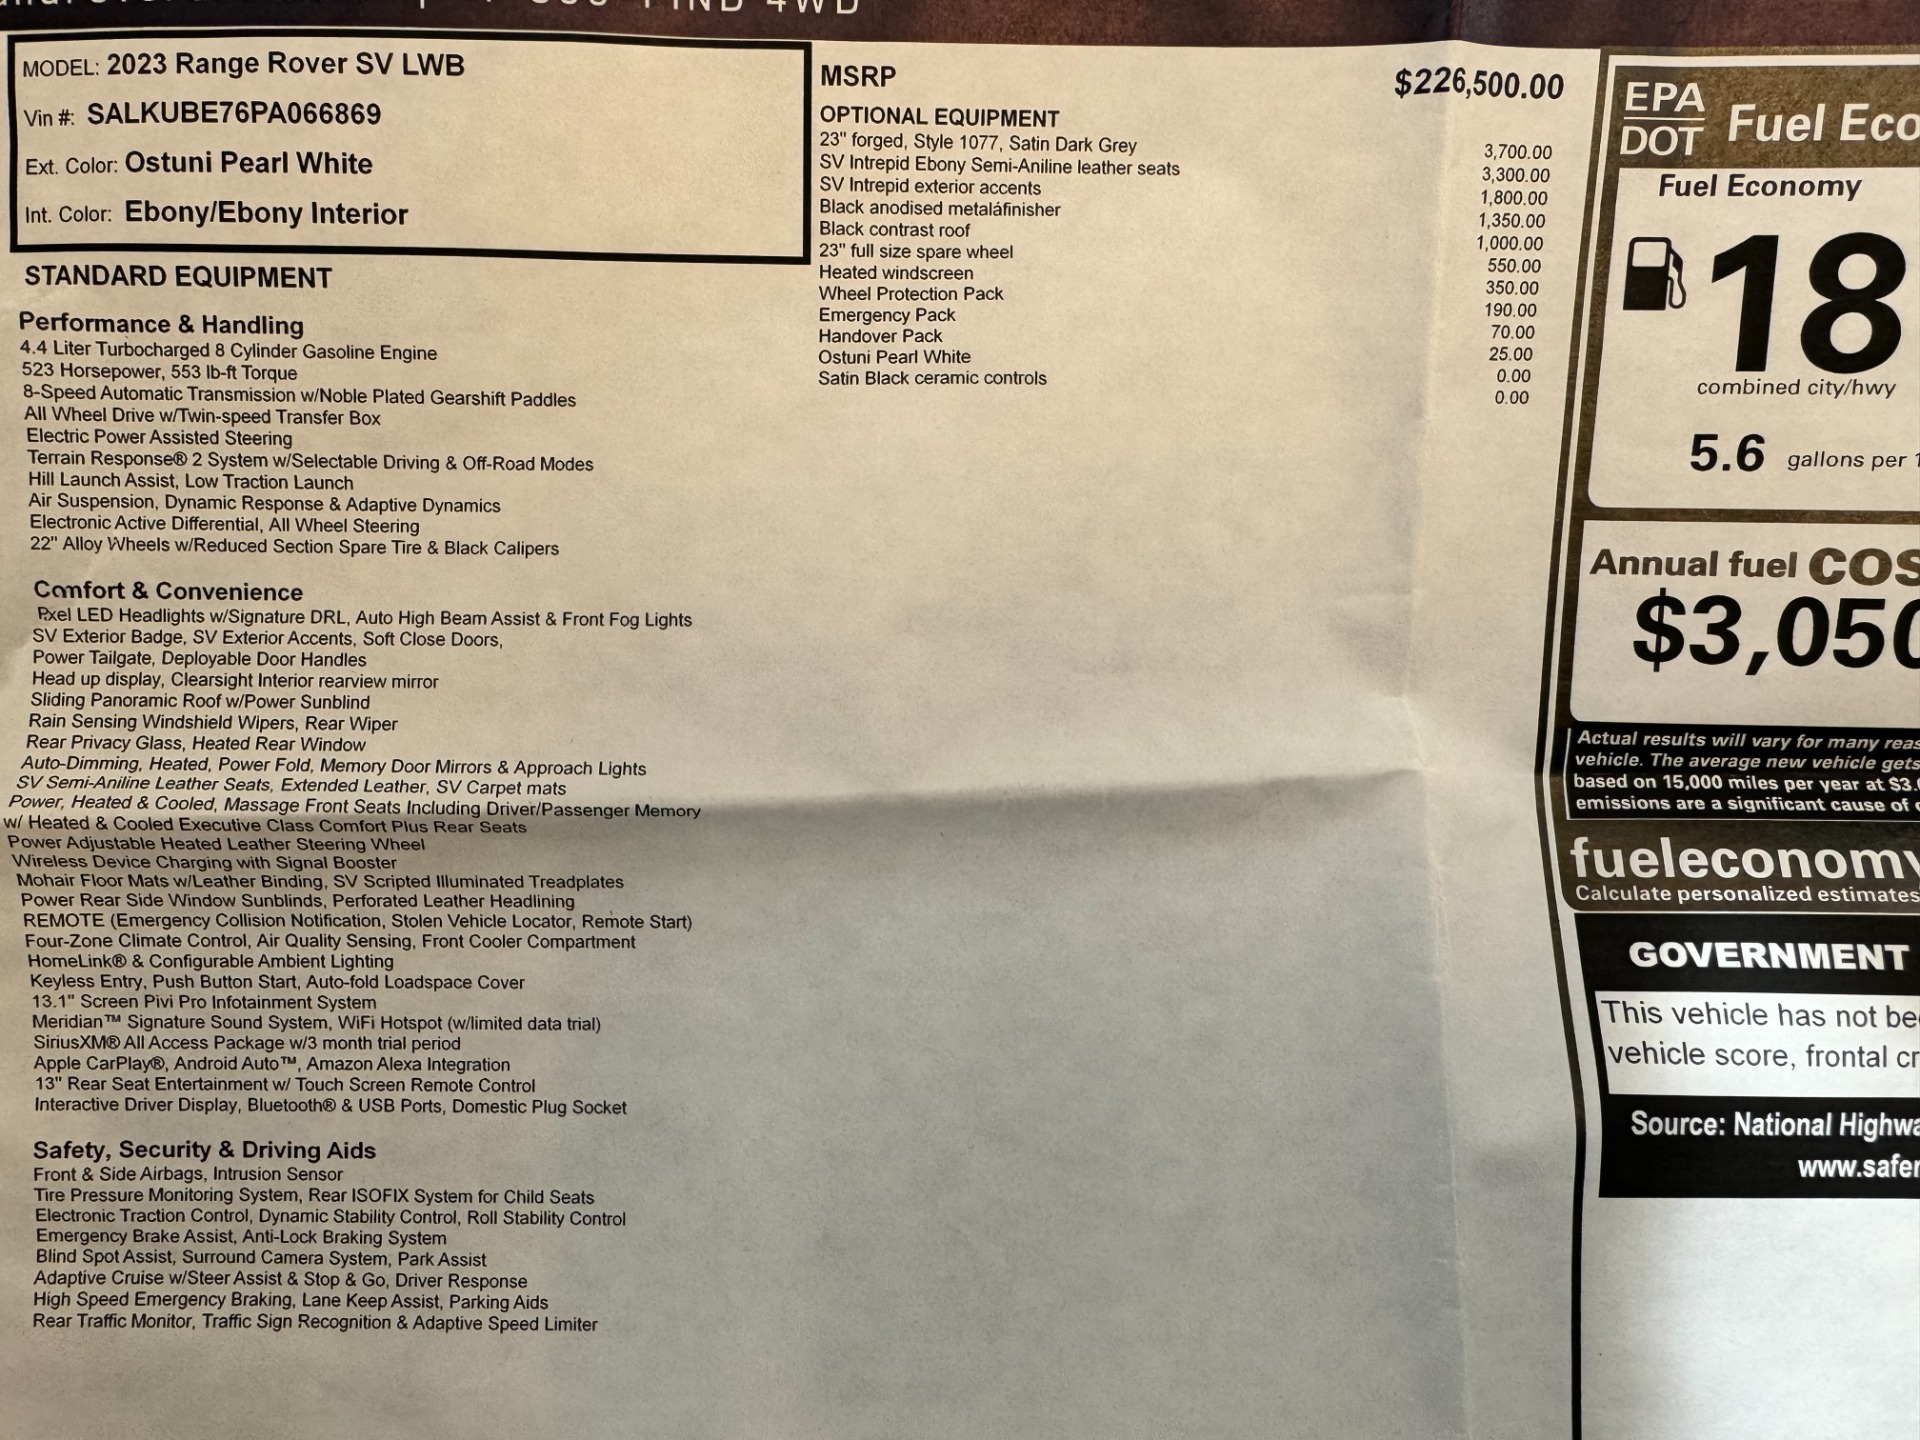 4WD
MODEL: 2023 Range Rover SV LWB
Vin #: SALKUBE76PA066869
Ext. Color: Ostuni Pearl White
Int. Color: Ebony/Ebony Interior
STANDARD EQUIPMENT
Performance & Handling
4.4 Liter Turbocharged 8 Cylinder Gasoline Engine
523 Horsepower, 553 lb-ft Torque
8-Speed Automatic Transmission w/Noble Plated Gearshift Paddles
All Wheel Drive w/Twin-speed Transfer Box
Electric Power Assisted Steering
Terrain Response® 2 System w/Selectable Driving & Off-Road Modes
Hill Launch Assist, Low Traction Launch
Air Suspension, Dynamic Response & Adaptive Dynamics
Electronic Active Differential, All Wheel Steering
22" Alloy Wheels w/Reduced Section Spare Tire & Black Calipers
Comfort & Convenience
Pixel LED Headlights w/Signature DRL, Auto High Beam Assist & Front Fog Lights
SV Exterior Badge, SV Exterior Accents, Soft Close Doors,
Power Tailgate, Deployable Door Handles
Head up display, Clearsight Interior rearview mirror
Sliding Panoramic Roof w/Power Sunblind
Rain Sensing Windshield Wipers, Rear Wiper
Rear Privacy Glass, Heated Rear Window
Auto-Dimming, Heated, Power Fold, Memory Door Mirrors & Approach Lights
SV Semi-Aniline Leather Seats, Extended Leather, SV Carpet mats
Power, Heated & Cooled, Massage Front Seats Including Driver/Passenger Memory
w/ Heated & Cooled Executive Class Comfort Plus Rear Seats
Power Adjustable Heated Leather Steering Wheel
Wireless Device Charging with Signal Booster
Mohair Floor Mats w/Leather Binding, SV Scripted Illuminated Treadplates
Power Rear Side Window Sunblinds, Perforated Leather Headlining
REMOTE (Emergency Collision Notification, Stolen Vehicle Locator, Remote Start)
Four-Zone Climate Control, Air Quality Sensing, Front Cooler Compartment
HomeLink® & Configurable Ambient Lighting
Keyless Entry, Push Button Start, Auto-fold Loadspace Cover
13.1" Screen Pivi Pro Infotainment System
Meridian™ Signature Sound System, WiFi Hotspot (w/limited data trial)
SiriusXM® All Access Package w/3 month trial period
Apple CarPlay®, Android Auto™, Amazon Alexa Integration
13" Rear Seat Entertainment w/ Touch Screen Remote Control
Interactive Driver Display, Bluetooth® & USB Ports, Domestic Plug Socket
Safety, Security & Driving Aids
Front & Side Airbags, Intrusion Sensor
Tire Pressure Monitoring System, Rear ISOFIX System for Child Seats
Electronic Traction Control, Dynamic Stability Control, Roll Stability Control
Emergency Brake Assist, Anti-Lock Braking System
Blind Spot Assist, Surround Camera System, Park Assist
Adaptive Cruise w/Steer Assist & Stop & Go, Driver Response
High Speed Emergency Braking, Lane Keep Assist, Parking Aids
Rear Traffic Monitor, Traffic Sign Recognition & Adaptive Speed Limiter
MSRP $226,500.00
OPTIONAL EQUIPMENT
23" forged, Style 1077, Satin Dark Grey 3,700.00
SV Intrepid Ebony Semi-Aniline leather seats 3,300.00
SV Intrepid exterior accents 1,800.00
Black anodised metaláfinisher 1,350.00
Black contrast roof 1,000.00
23" full size spare wheel 550.00
Heated windscreen 350.00
Wheel Protection Pack 190.00
Emergency Pack 70.00
Handover Pack 25.00
Ostuni Pearl White 0.00
Satin Black ceramic controls 0.00
EPA
DOT Fuel Eco
Fuel Economy
18
combined city/hwy
5.6 gallons per 1
Annual fuel COS
$3,050
Actual results will vary for many reas
vehicle. The average new vehicle gets
based on 15,000 miles per year at $3.
emissions are a significant cause of
fueleconomy
Calculate personalized estimates
GOVERNMENT
This vehicle has not be
vehicle score, frontal cr
Source: National Highwa
www.safer